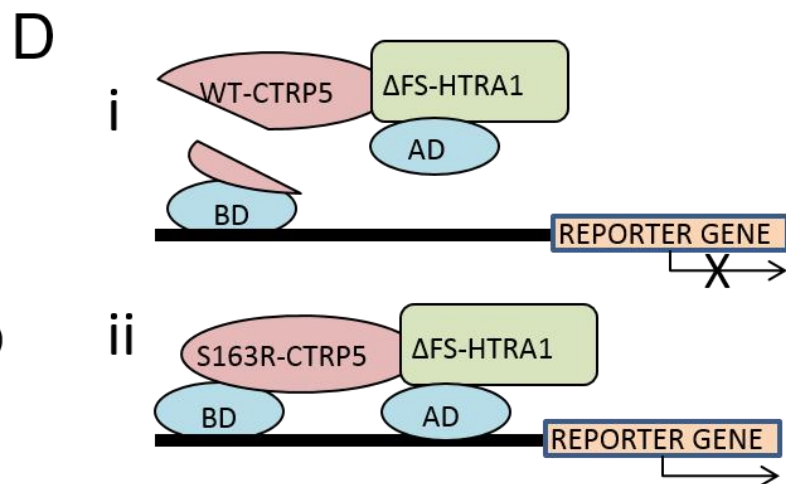 D
i
WT-CTRP5
ΔFS-HTRA1
AD
BD
REPORTER GENE
X
ii
S163R-CTRP5
ΔFS-HTRA1
BD
AD
REPORTER GENE